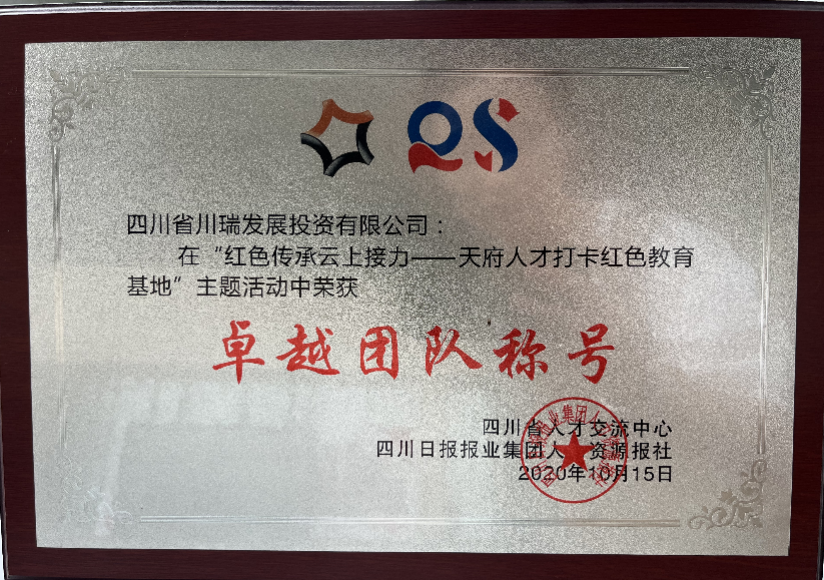 QS
四川省川瑞发展投资有限公司：
在“红色传承云上接力——天府人才打卡红色教育
基地”主题活动中荣获
卓越团队称号
四川省人才交流中心
四川日报报业集团人 资源报社
2020年10月15日